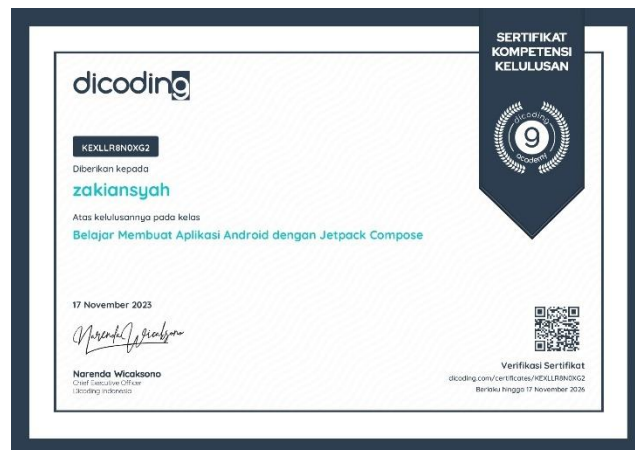 SERTIFIKAT
KOMPETENSI
KELULUSAN
dicoding
dicoding
9
academy
KEXLLR8N0XG2
Diberikan kepada
zakiansyah
Atas kelulusannya pada kelas
Belajar Membuat Aplikasi Android dengan Jetpack Compose
17 November 2023
Narenda Wicaksono
Narenda Wicaksono
Chief Executive Officer
Dicoding Indonesia
Verifikasi Sertifikat
dicoding.com/certificates/KEXLLR8N0XG2
Berlaku hingga 17 November 2026